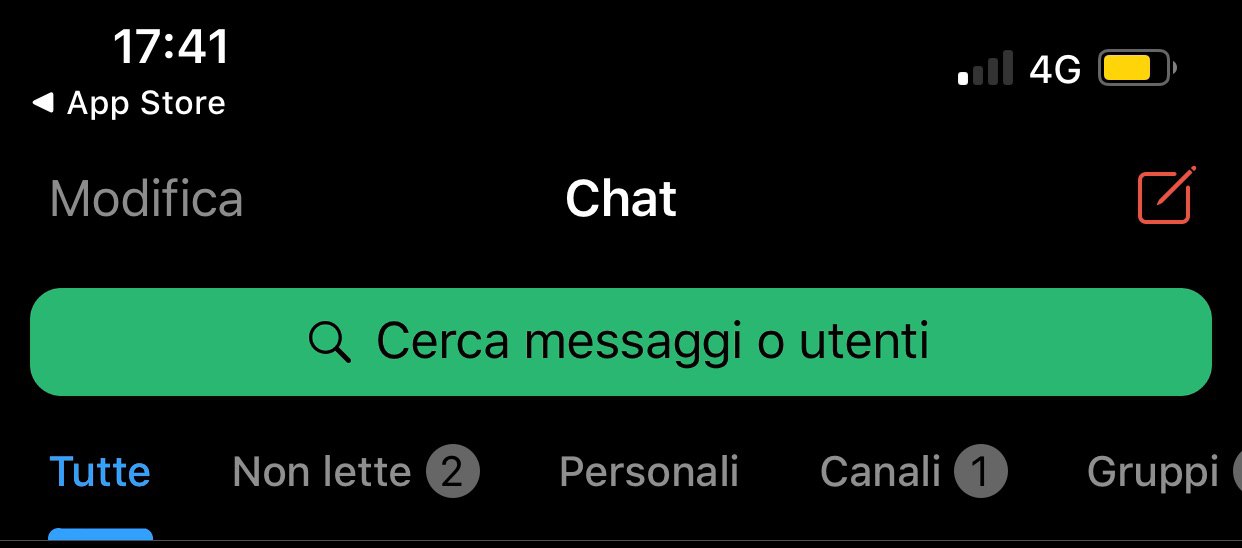 17:41
4G
App Store
Modifica
Chat
Cerca messaggi o utenti
Tutte
Non lette 2
Personali
Canali 1
Gruppi